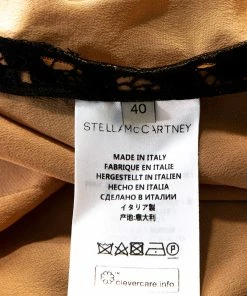 40
STELLA McCARTNEY
MADE IN ITALY
FABRIQUE EN ITALIE
HERGESTELLT IN ITALIEN
HECHO EN ITALIA
СДЕЛАНО В ИТАЛИИ
イタリア製
产地:意大利
clevercare.info